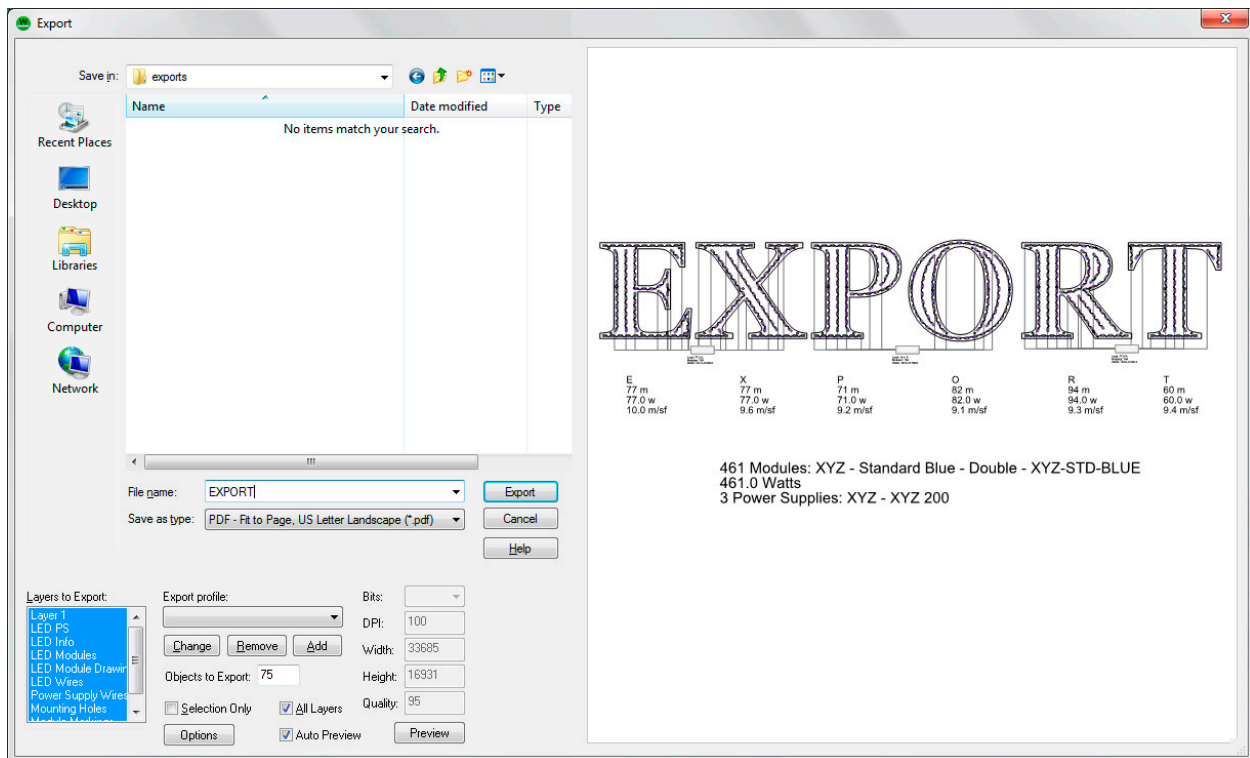 Export
Save in: exports
Name Date modified Type
No items match your search.
Recent Places
Desktop
Libraries
Computer
Network
File name: EXPORT Export
Save as type: PDF - Fit to Page, US Letter Landscape (*.pdf) Cancel
Help
Layers to Export: Export profile: Bits:
Layer 1
LED PS
LED Info
LED Modules
LED Module Drawin
LED Wires
Power Supply Wires
Mounting Holes
Module Markings
DPI: 100
Change Remove Add Width: 33685
Objects to Export: 75 Height: 16931
Selection Only All Layers Quality: 95
Options Auto Preview Preview
EXPORT
E X P O R T
77 m 77 m 71 m 82 m 94 m 60 m
77.0 w 77.0 w 71.0 w 82.0 w 94.0 w 60.0 w
10.0 m/sf 9.6 m/sf 9.2 m/sf 9.1 m/sf 9.3 m/sf 9.4 m/sf
461 Modules: XYZ - Standard Blue - Double - XYZ-STD-BLUE
461.0 Watts
3 Power Supplies: XYZ - XYZ 200